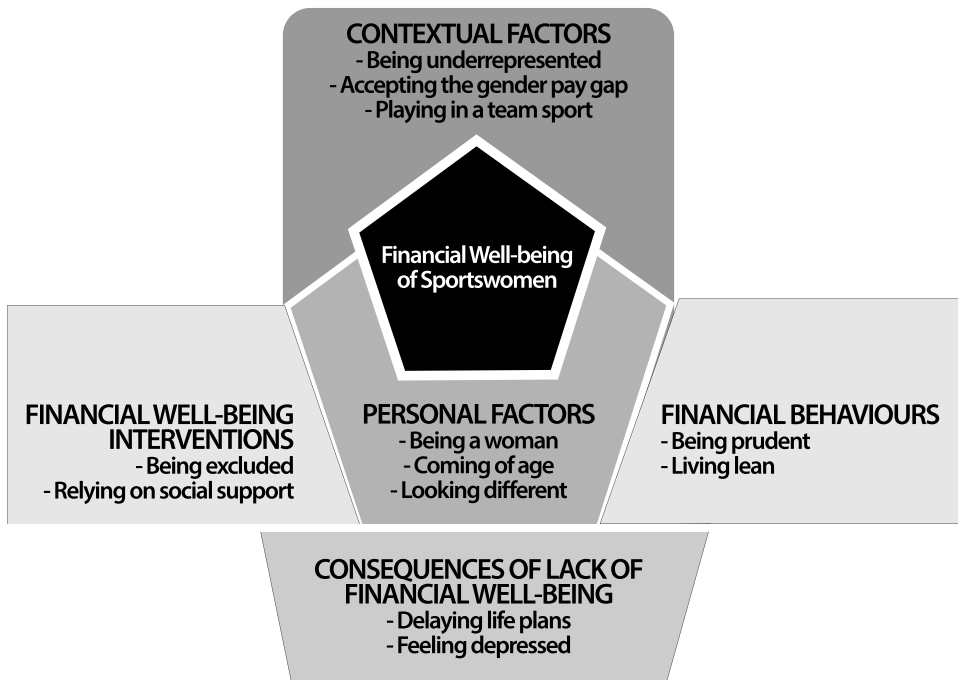 CONTEXTUAL FACTORS
- Being underrepresented
- Accepting the gender pay gap
- Playing in a team sport
Financial Well-being
of Sportswomen
FINANCIAL WELL-BEING
INTERVENTIONS
- Being excluded
- Relying on social support
PERSONAL FACTORS
- Being a woman
- Coming of age
- Looking different
FINANCIAL BEHAVIOURS
- Being prudent
- Living lean
CONSEQUENCES OF LACK OF
FINANCIAL WELL-BEING
- Delaying life plans
- Feeling depressed